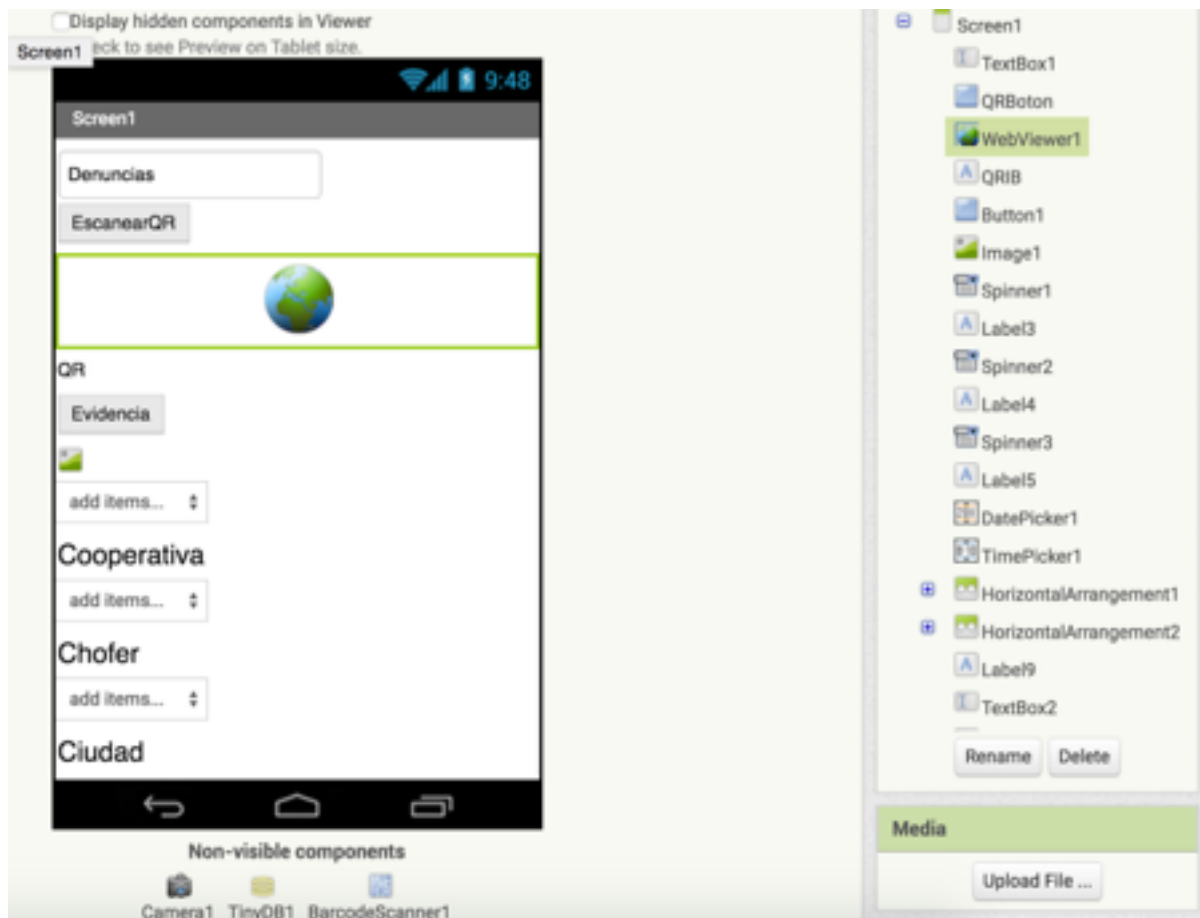 Display hidden components in Viewer
eck to see Preview on Tablet size.
Screen1
9:48
Screen1
Denuncias
EscanearQR
QR
Evidencia
add items...
Cooperativa
add items...
Chofer
add items...
Ciudad
Non-visible components
Camera1 TinyDB1 BarcodeScanner1
Screen1
TextBox1
QRBoton
WebViewer1
QRIB
Button1
Image1
Spinner1
Label3
Spinner2
Label4
Spinner3
Label5
DatePicker1
TimePicker1
HorizontalArrangement1
HorizontalArrangement2
Label9
TextBox2
Rename Delete
Media
Upload File ...